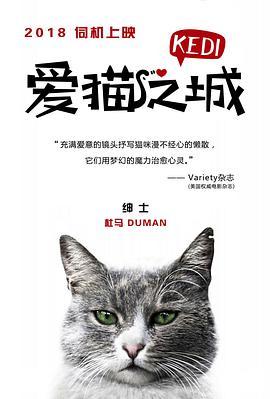 2018 伺机上映
KEDI
爱猫之城
“充满爱意的镜头抒写猫咪漫不经心的懒散，
它们用梦幻的魔力治愈心灵。”
—— Variety杂志
(美国权威电影杂志)
绅 士
杜马 DUMAN